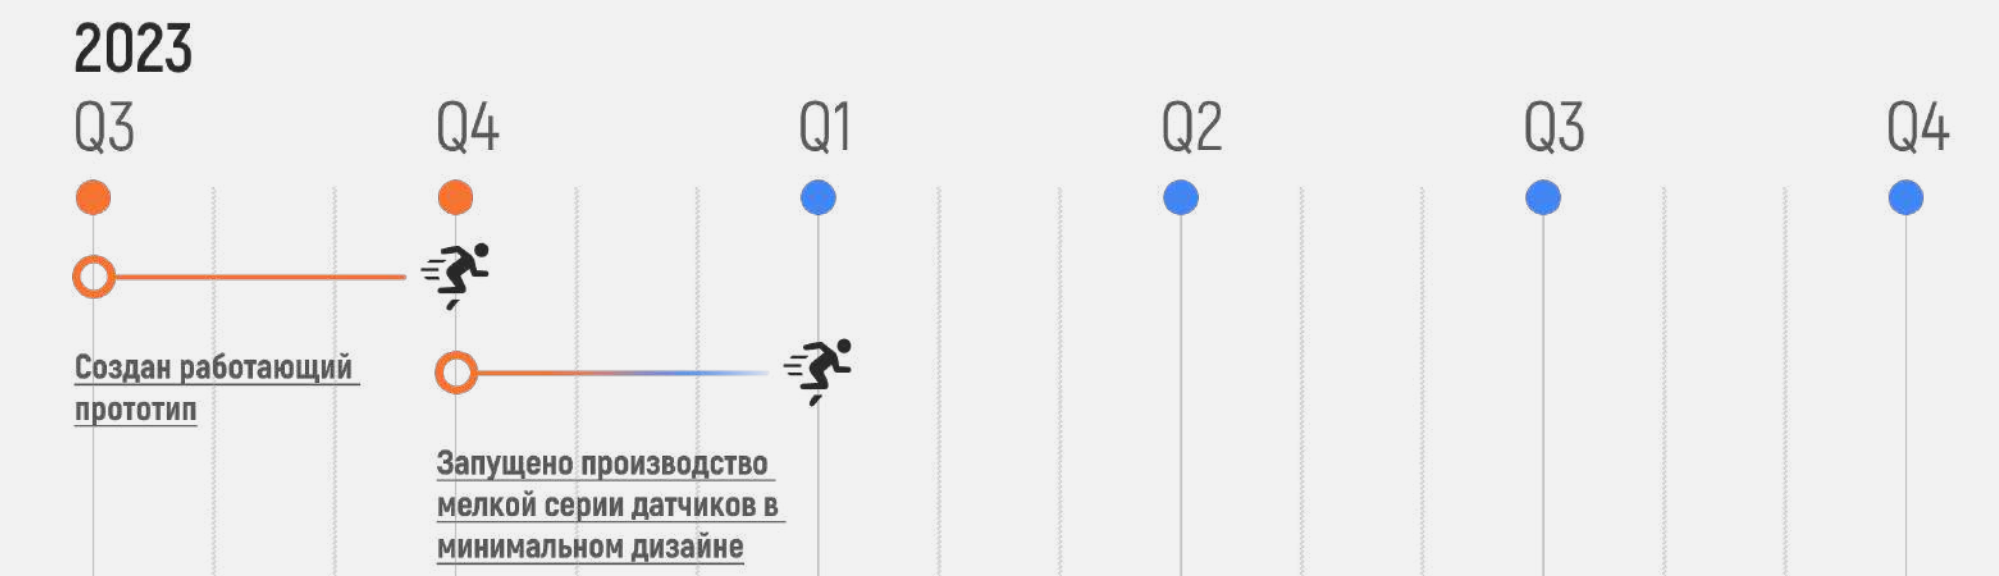 2023
Q3 Q4 Q1 Q2 Q3 Q4
Создан работающий
прототип
Запущено производство
мелкой серии датчиков в
минимальном дизайне